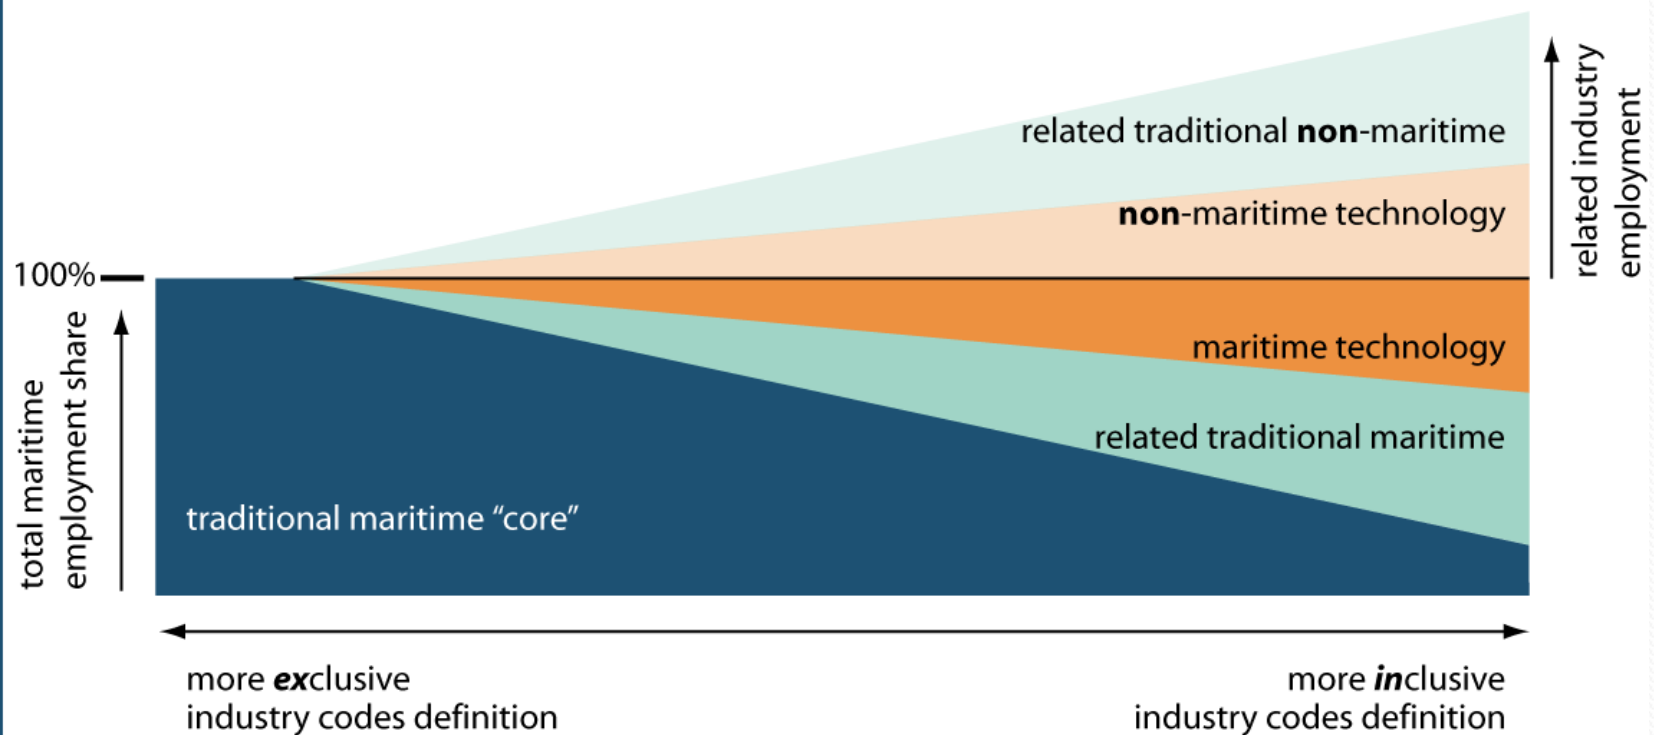 related traditional non-maritime
non-maritime technology
related industry
employment
100%
maritime technology
related traditional maritime
total maritime
employment share
traditional maritime “core”
more exclusive
industry codes definition
more inclusive
industry codes definition